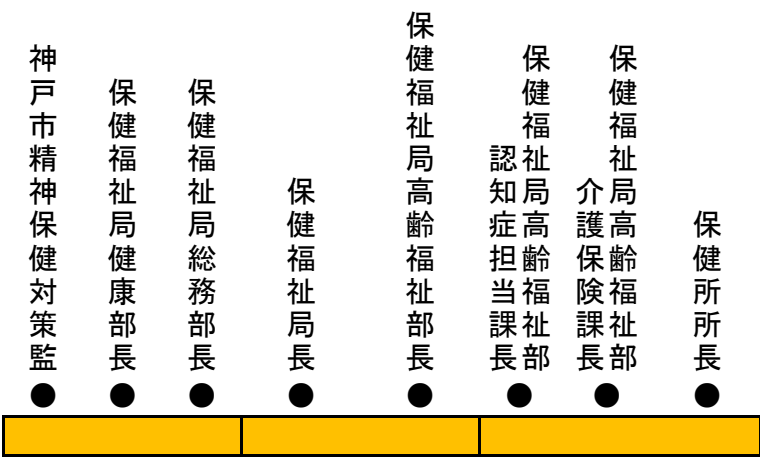 保健所所長
保健福祉局高齢福祉部
介護保険課長
保健福祉局高齢福祉部
認知症担当課長
保健福祉局高齢福祉部長
保健福祉局長
保健福祉局総務部長
保健福祉局健康部長
神戸市精神保健対策監